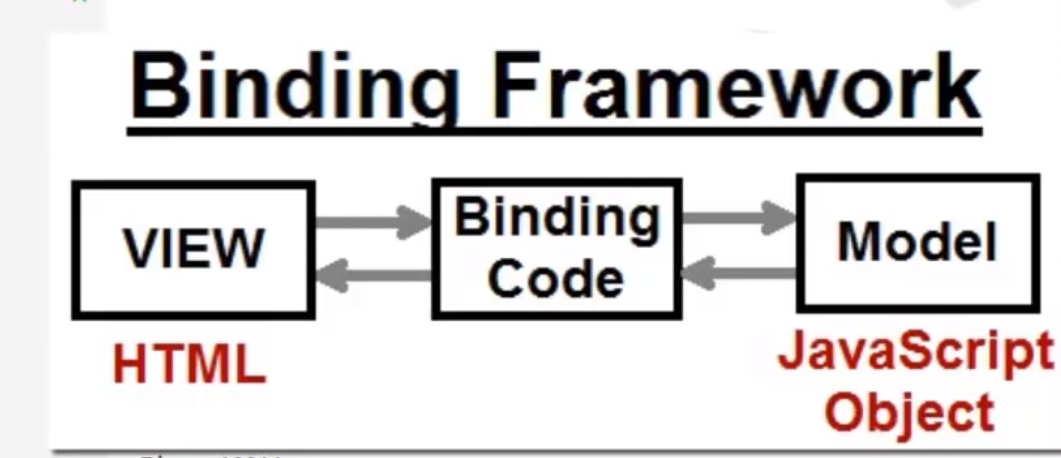 Binding Framework
VIEW
Binding
Code
Model
HTML
JavaScript
Object